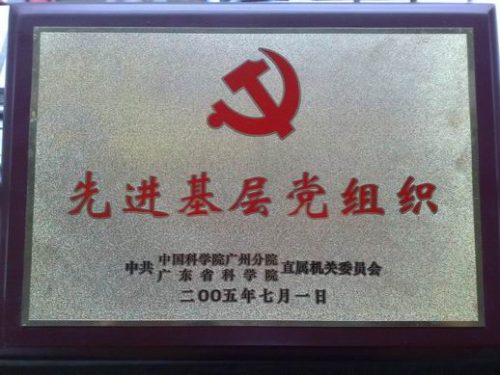 先进基层党组织
中共 中国科学院广州分院 直属机关委员会
广东省科学院
二00五年七月一日